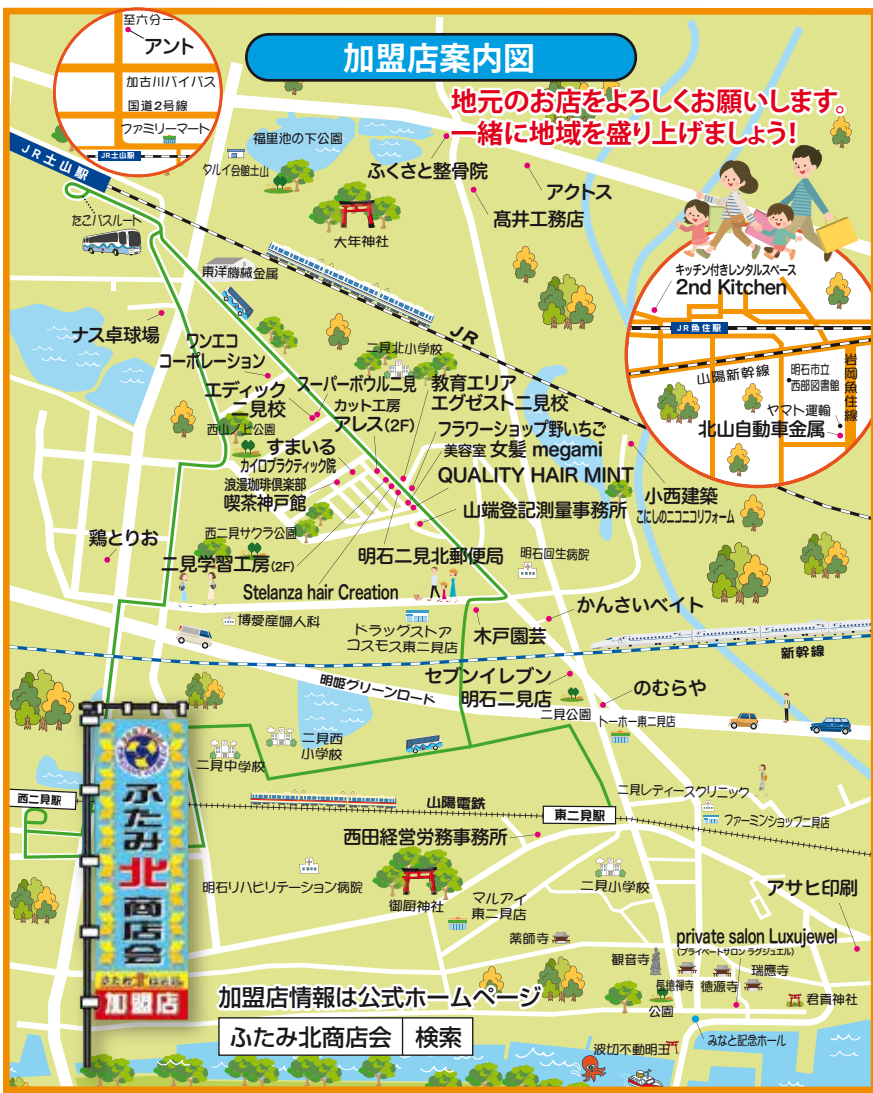 加盟店案内図
地元のお店をよろしくお願いします。
一緒に地域を盛り上げましょう!
至六分一
アント
加古川バイパス
国道2号線
ファミリーマート
JR土山駅
JR土山駅
たこバスルート
福里池の下公園
タルイ会館土山
ふくさと整骨院
アクトス
髙井工務店
大年神社
東洋機械金属
JR
キッチン付きレンタルスペース
2nd Kitchen
JR魚住駅
山陽新幹線
明石市立
西部図書館
岩岡魚住線
ヤマト運輸
北山自動車金属
ナス卓球場
ワンエコ
コーポレーション
二見北小学校
エディック
二見校
スーパーボウル二見
カット工房
アレス(2F)
教育エリア
エグゼスト二見校
西山ノ上公園
フラワーショップ野いちご
美容室 女髪 megami
すまいる
カイロプラクティック院
QUALITY HAIR MINT
浪漫珈琲倶楽部
喫茶神戸館
山端登記測量事務所
小西建築
こにしのニコニコリフォーム
鶏とりお
西二見サクラ公園
二見学習工房(2F)
明石二見北郵便局
明石回生病院
Stelanza hair Creation
博愛産婦人科
ドラッグストア
コスモス東二見店
木戸園芸
かんさいベイト
新幹線
セブンイレブン
明石二見店
明姫グリーンロード
のむらや
二見公園
トーホー東二見店
二見中学校
二見西
小学校
西二見駅
山陽電鉄
東二見駅
二見レディースクリニック
ファーミンショップ二見店
西田経営労務事務所
明石リハビリテーション病院
御厨神社
マルアイ
東二見店
二見小学校
アサヒ印刷
薬師寺
private salon Luxujewel
(プライベートサロン ラグジュエル)
観音寺
長徳禅寺
徳源寺
瑞應寺
公園
君貢神社
みなと記念ホール
波切不動明王
ふたみ北商店会
加盟店
加盟店情報は公式ホームページ
ふたみ北商店会 検索